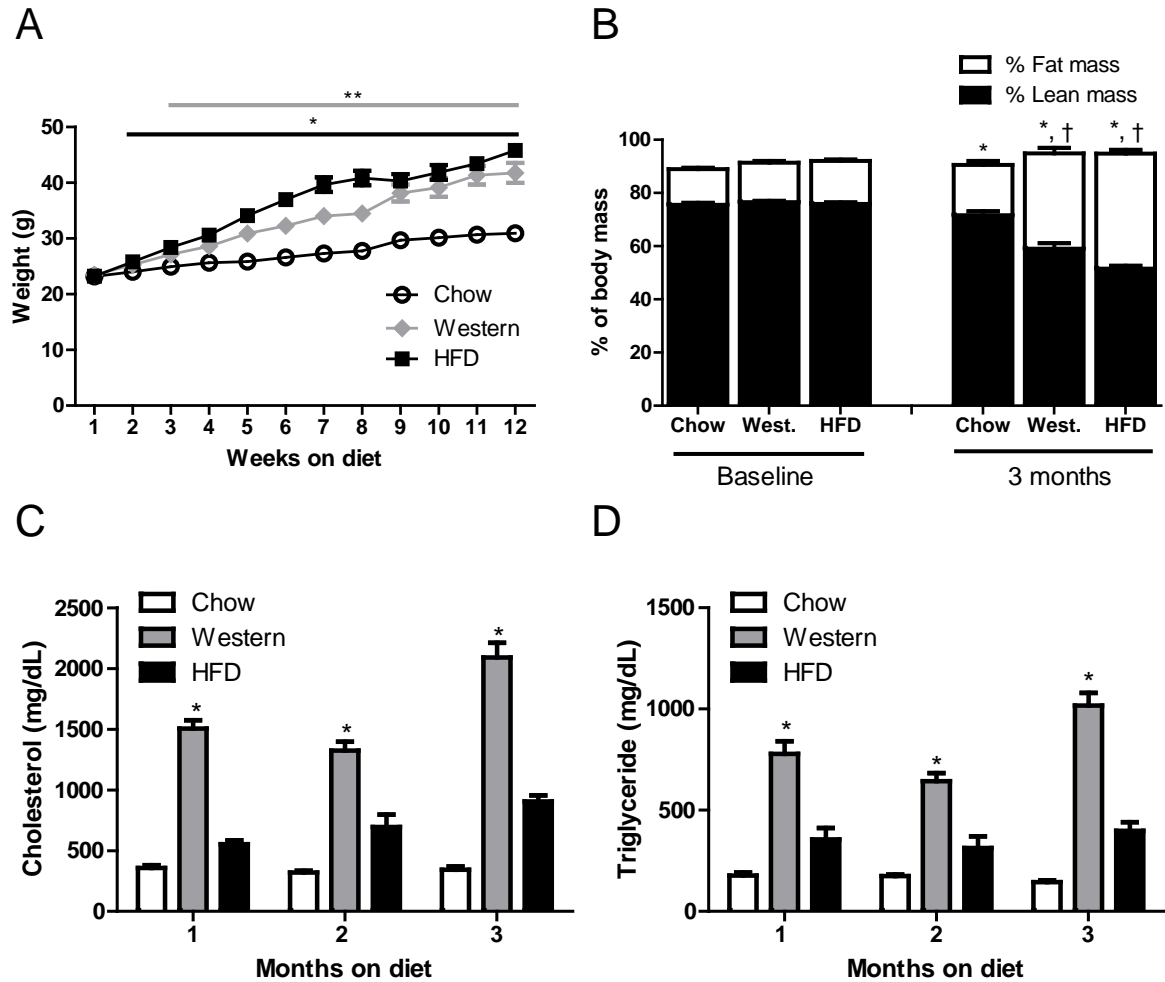 A
**
*
50
40
30
20
10
0
Weight (g)
Chow
Western
HFD
1 2 3 4 5 6 7 8 9 10 11 12
Weeks on diet
B
% Fat mass
% Lean mass
100
80
60
40
20
0
% of body mass
*
*, †
*, †
Chow West. HFD Chow West. HFD
Baseline 3 months
C
Chow
Western
HFD
2500
2000
1500
1000
500
0
Cholesterol (mg/dL)
*
*
*
1 2 3
Months on diet
D
Chow
Western
HFD
1500
1000
500
0
Triglyceride (mg/dL)
*
*
*
1 2 3
Months on diet